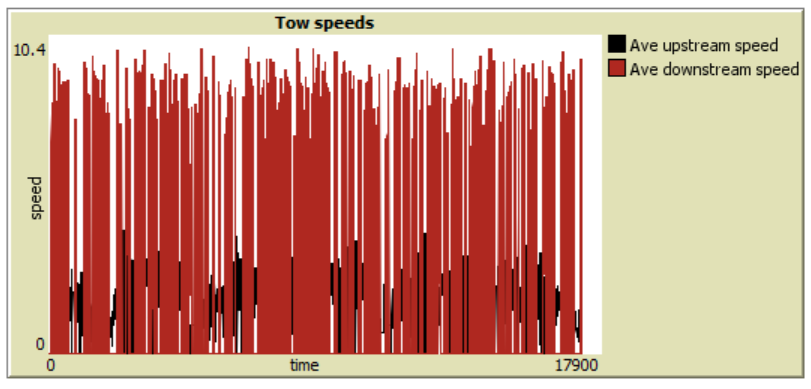 Tow speeds
10.4
Ave upstream speed
Ave downstream speed
speed
0
0
time
17900